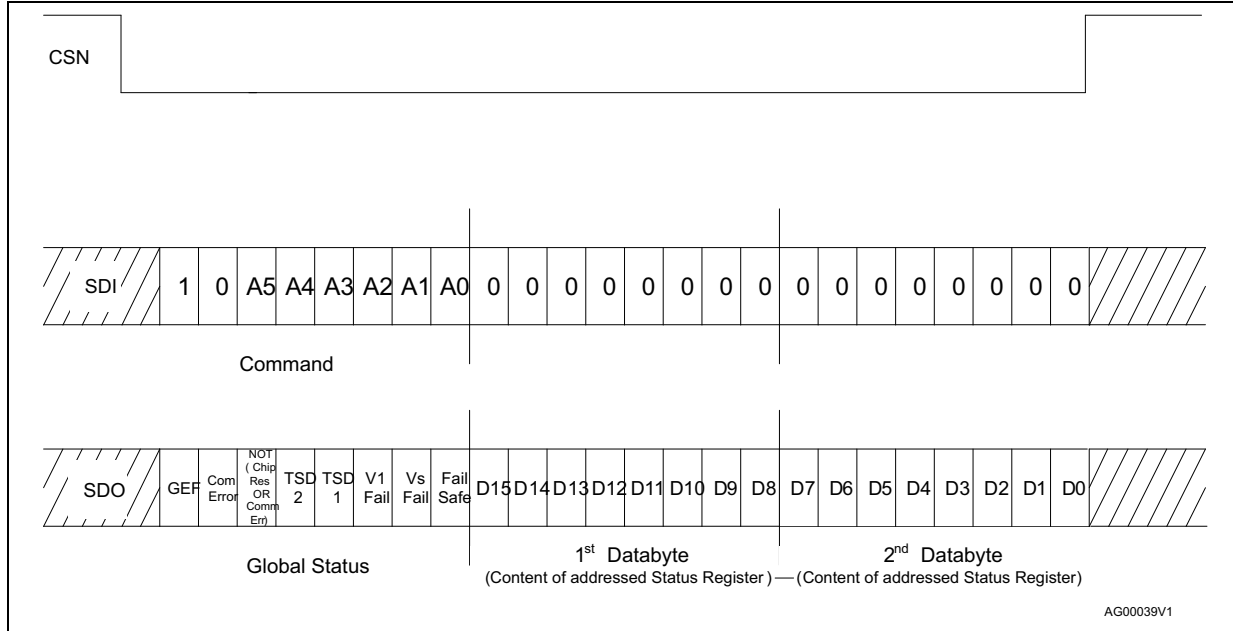 CSN
SDI 1 0 A5 A4 A3 A2 A1 A0 0 0 0 0 0 0 0 0 0 0 0 0 0 0 0 0
Command
SDO GEF Com Error NOT ( Chip Res OR Comm Err) TSD 2 TSD 1 V1 Fail Vs Fail Fail Safe D15 D14 D13 D12 D11 D10 D9 D8 D7 D6 D5 D4 D3 D2 D1 D0
Global Status
1st Databyte
(Content of addressed Status Register )
2nd Databyte
(Content of addressed Status Register)
AG00039V1